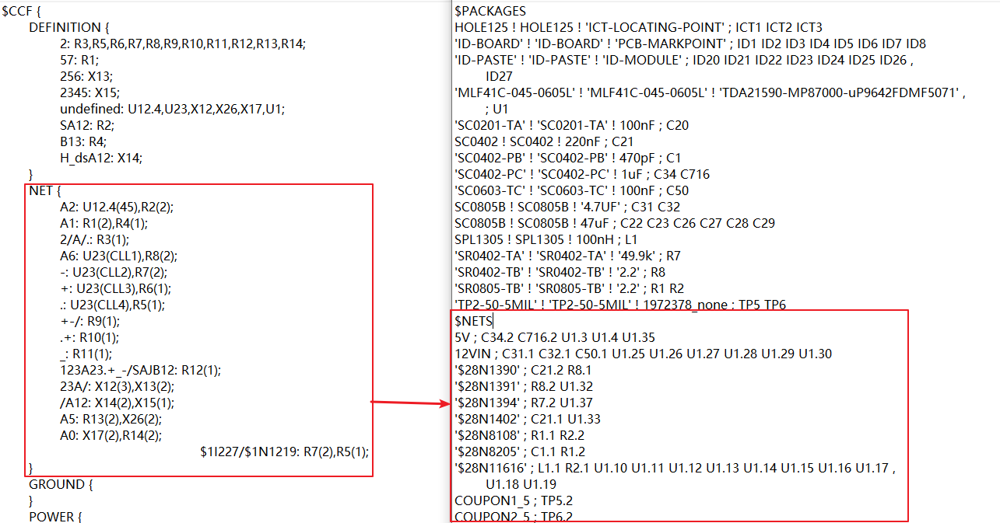 $CCF {
DEFINITION {
2: R3,R5,R6,R7,R8,R9,R10,R11,R12,R13,R14;
57: R1;
256: X13;
2345: X15;
undefined: U12.4,U23,X12,X26,X17,U1;
SA12: R2;
B13: R4;
H_dsA12: X14;
}
NET {
A2: U12.4(45),R2(2);
A1: R1(2),R4(1);
2/A/.: R3(1);
A6: U23(CLL1),R8(2);
-: U23(CLL2),R7(2);
+: U23(CLL3),R6(1);
.: U23(CLL4),R5(1);
+-/: R9(1);
.+: R10(1);
_: R11(1);
123A23.+_-/SAJB12: R12(1);
23A/: X12(3),X13(2);
/A12: X14(2),X15(1);
A5: R13(2),X26(2);
A0: X17(2),R14(2);
$1I227/$1N1219: R7(2),R5(1);
}
GROUND {
}
POWER {
$PACKAGES
HOLE125 ! HOLE125 ! 'ICT-LOCATING-POINT' ; ICT1 ICT2 ICT3
'ID-BOARD' ! 'ID-BOARD' ! 'PCB-MARKPOINT' ; ID1 ID2 ID3 ID4 ID5 ID6 ID7 ID8
'ID-PASTE' ! 'ID-PASTE' ! 'ID-MODULE' ; ID20 ID21 ID22 ID23 ID24 ID25 ID26 ,
ID27
'MLF41C-045-0605L' ! 'MLF41C-045-0605L' ! 'TDA21590-MP87000-uP9642FDMF5071' ,
; U1
'SC0201-TA' ! 'SC0201-TA' ! 100nF ; C20
SC0402 ! SC0402 ! 220nF ; C21
'SC0402-PB' ! 'SC0402-PB' ! 470pF ; C1
'SC0402-PC' ! 'SC0402-PC' ! 1uF ; C34 C716
'SC0603-TC' ! 'SC0603-TC' ! 100nF ; C50
SC0805B ! SC0805B ! '4.7UF' ; C31 C32
SC0805B ! SC0805B ! 47uF ; C22 C23 C26 C27 C28 C29
SPL1305 ! SPL1305 ! 100nH ; L1
'SR0402-TA' ! 'SR0402-TA' ! '49.9k' ; R7
'SR0402-TB' ! 'SR0402-TB' ! '2.2' ; R8
'SR0805-TB' ! 'SR0805-TB' ! '2.2' ; R1 R2
'TP2-50-5MIL' ! 'TP2-50-5MIL' ! 1972378_none ; TP5 TP6
$NETS
5V ; C34.2 C716.2 U1.3 U1.4 U1.35
12VIN ; C31.1 C32.1 C50.1 U1.25 U1.26 U1.27 U1.28 U1.29 U1.30
'$28N1390' ; C21.2 R8.1
'$28N1391' ; R8.2 U1.32
'$28N1394' ; R7.2 U1.37
'$28N1402' ; C21.1 U1.33
'$28N8108' ; R1.1 R2.2
'$28N8205' ; C1.1 R1.2
'$28N11616' ; L1.1 R2.1 U1.10 U1.11 U1.12 U1.13 U1.14 U1.15 U1.16 U1.17 ,
U1.18 U1.19
COUPON1_5 ; TP5.2
COUPON2_5 ; TP6.2